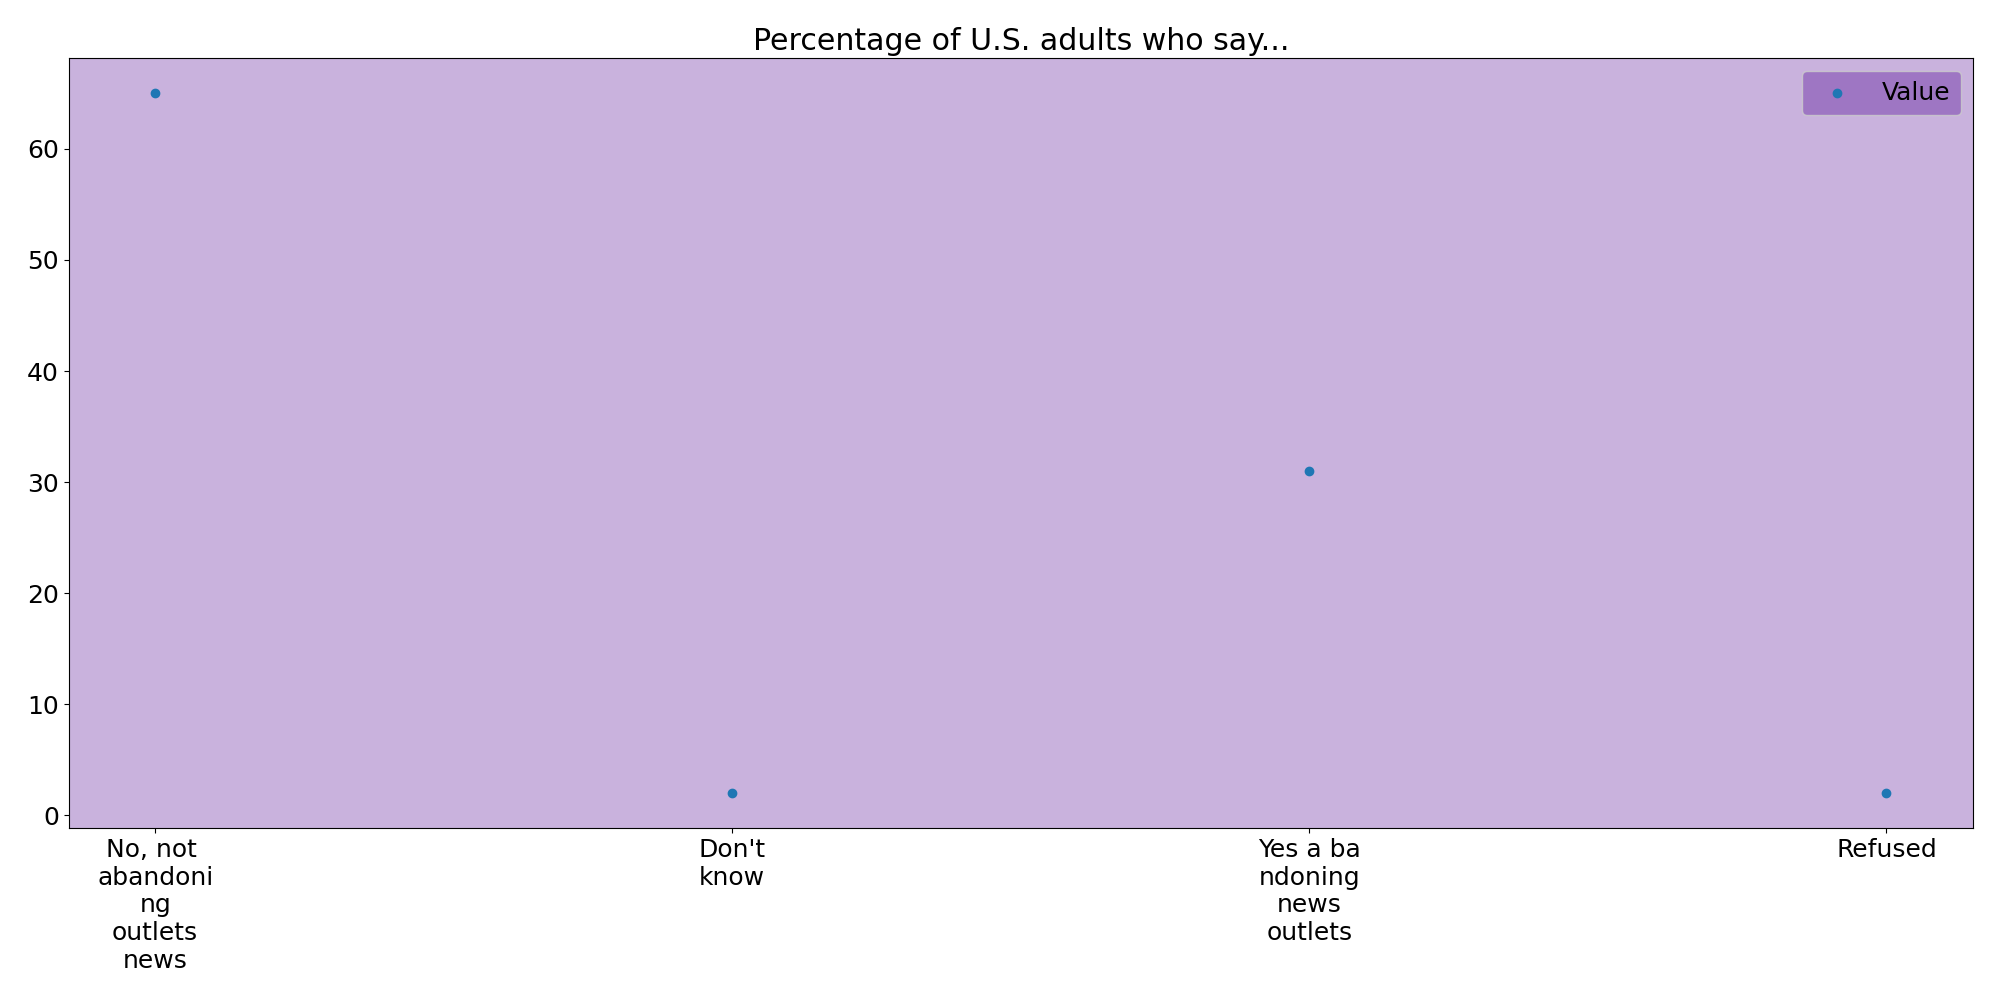 Percentage of U.S. adults who say...
Value
60
50
40
30
20
10
0
No, not
abandoni
ng
outlets
news
Don't
know
Yes a ba
ndoning
news
outlets
Refused